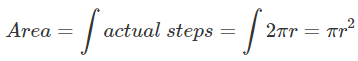 Area = ∫ actual steps = ∫ 2πr = πr²